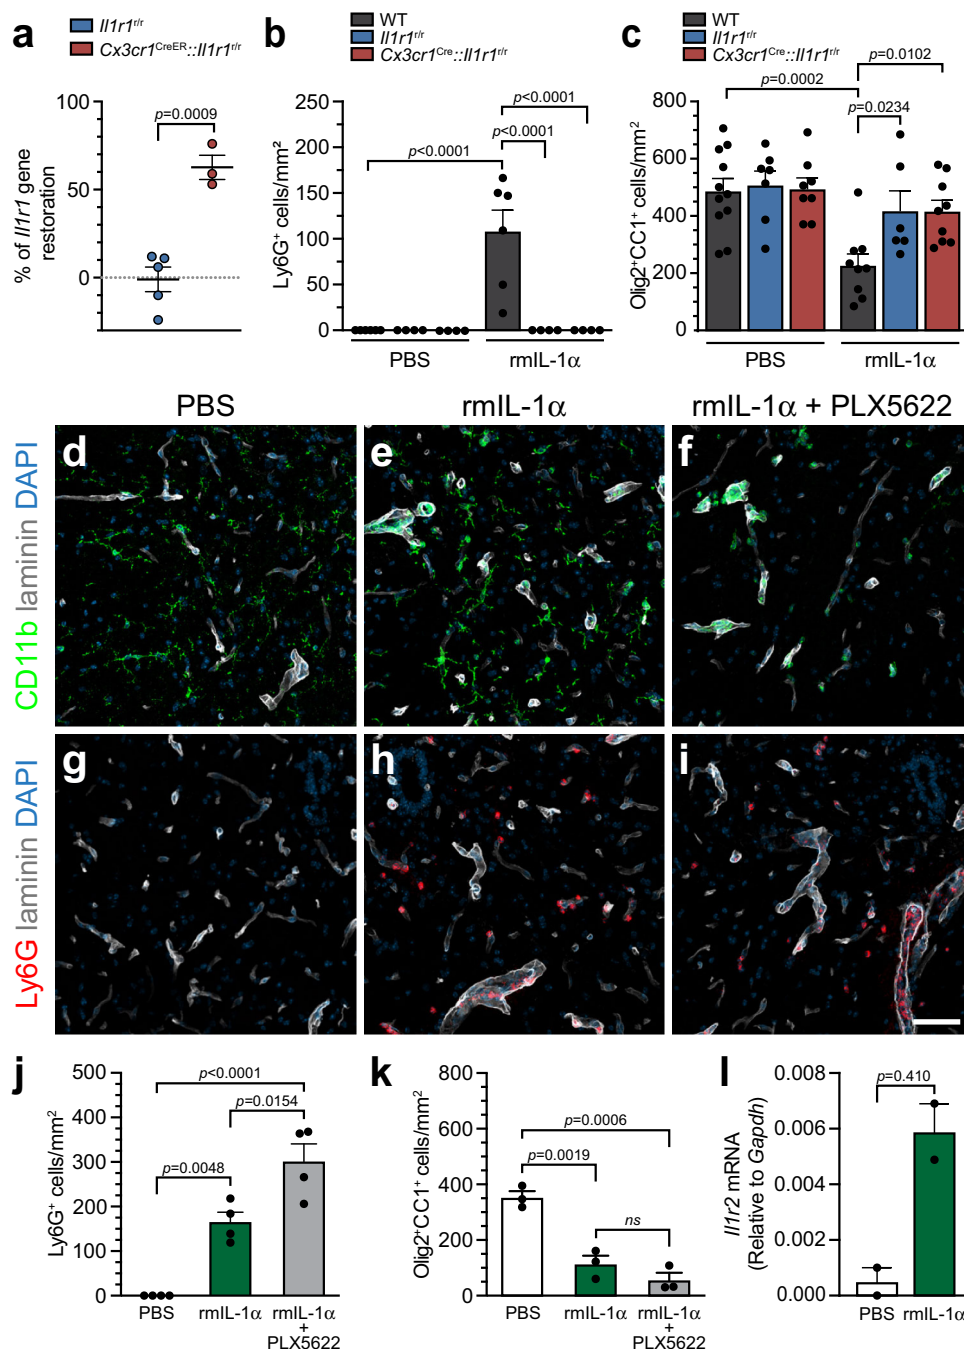 a
Il1r1r/r
Cx3cr1CreER::Il1r1r/r
% of Il1r1 gene
restoration
100
50
0
p=0.0009
b
WT
Il1r1r/r
Cx3cr1Cre::Il1r1r/r
Ly6G+ cells/mm²
250
200
150
100
50
0
p<0.0001
p<0.0001
p<0.0001
PBS
rmIL-1α
c
WT
Il1r1r/r
Cx3cr1Cre::Il1r1r/r
Olig2+CC1+ cells/mm²
800
600
400
200
0
p=0.0102
p=0.0002
p=0.0234
PBS
rmIL-1α
PBS
rmIL-1α
rmIL-1α + PLX5622
CD11b laminin DAPI
d
e
f
Ly6G laminin DAPI
g
h
i
j
Ly6G+ cells/mm²
500
400
300
200
100
0
p<0.0001
p=0.0154
p=0.0048
PBS
rmIL-1α
rmIL-1α
+
PLX5622
k
Olig2+CC1+ cells/mm²
800
600
400
200
0
p=0.0006
p=0.0019
ns
PBS
rmIL-1α
rmIL-1α
+
PLX5622
l
Il1r2 mRNA
(Relative to Gapdh)
0.008
0.006
0.004
0.002
0.000
p=0.410
PBS
rmIL-1α